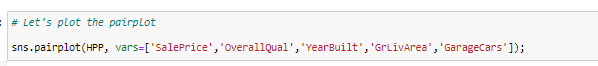 # Let's plot the pairplot
sns.pairplot(HPP, vars=['SalePrice','OverallQual','YearBuilt','GrLivArea','GarageCars']);